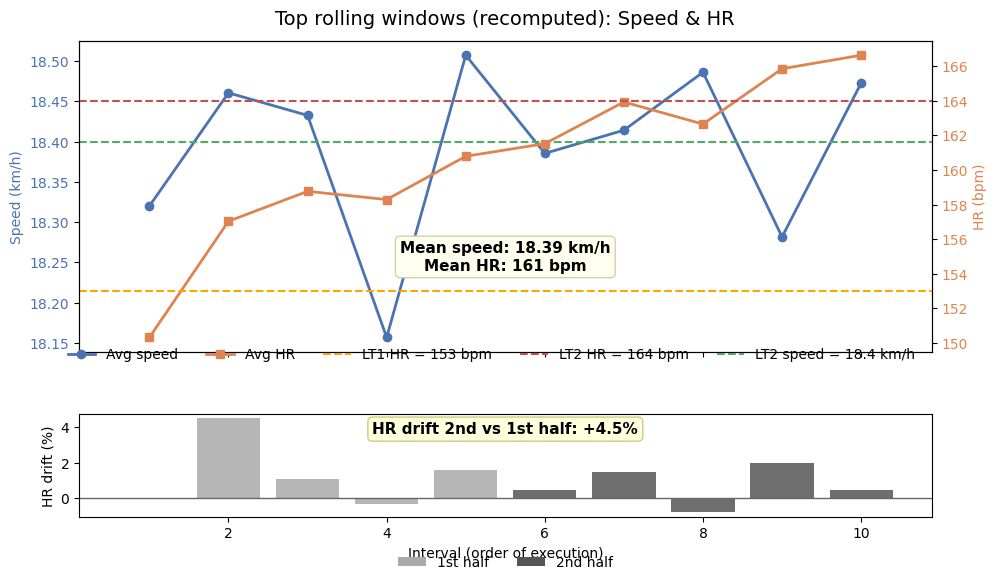 Top rolling windows (recomputed): Speed & HR
18.50
18.45
18.40
18.35
18.30
18.25
18.20
18.15
Speed (km/h)
166
164
162
160
158
156
154
152
150
HR (bpm)
Mean speed: 18.39 km/h
Mean HR: 161 bpm
Avg speed Avg HR LT1 HR = 153 bpm LT2 HR = 164 bpm LT2 speed = 18.4 km/h
4
2
0
HR drift (%)
HR drift 2nd vs 1st half: +4.5%
2 4 6 8 10
Interval (order of execution)
1st half 2nd half